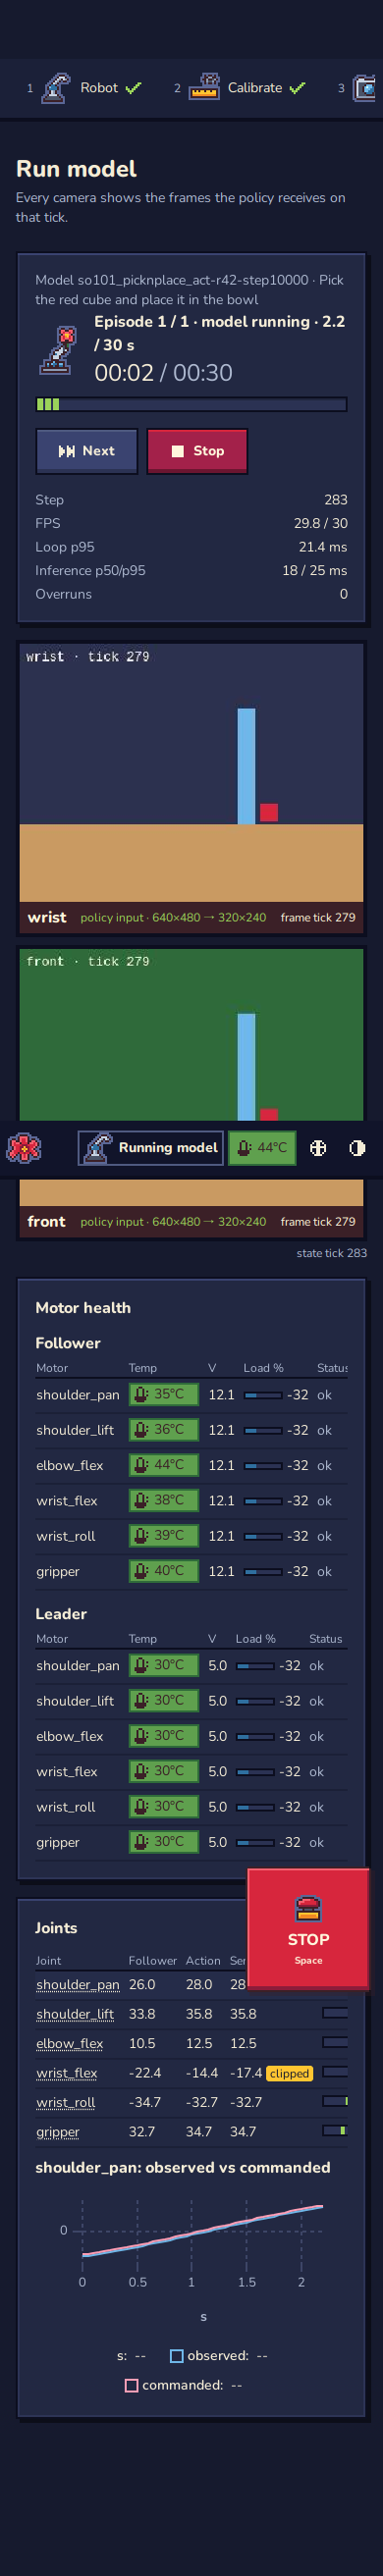 1 Robot 2 Calibrate 3
Run model
Every camera shows the frames the policy receives on
that tick.
Model so101_picknplace_act-r42-step10000 · Pick
the red cube and place it in the bowl
Episode 1 / 1 · model running · 2.2
/ 30 s
00:02 / 00:30
Next Stop
Step 283
FPS 29.8 / 30
Loop p95 21.4 ms
Inference p50/p95 18 / 25 ms
Overruns 0
wrist · tick 279
wrist policy input · 640×480 → 320×240 frame tick 279
front · tick 279
Running model 44°C
front policy input · 640×480 → 320×240 frame tick 279
state tick 283
Motor health
Follower
Motor Temp V Load % Status
shoulder_pan 35°C 12.1 -32 ok
shoulder_lift 36°C 12.1 -32 ok
elbow_flex 44°C 12.1 -32 ok
wrist_flex 38°C 12.1 -32 ok
wrist_roll 39°C 12.1 -32 ok
gripper 40°C 12.1 -32 ok
Leader
Motor Temp V Load % Status
shoulder_pan 30°C 5.0 -32 ok
shoulder_lift 30°C 5.0 -32 ok
elbow_flex 30°C 5.0 -32 ok
wrist_flex 30°C 5.0 -32 ok
wrist_roll 30°C 5.0 -32 ok
gripper 30°C 5.0 -32 ok
STOP
Space
Joints
Joint Follower Action
shoulder_pan 26.0 28.0
shoulder_lift 33.8 35.8 35.8
elbow_flex 10.5 12.5 12.5
wrist_flex -22.4 -14.4 -17.4 clipped
wrist_roll -34.7 -32.7 -32.7
gripper 32.7 34.7 34.7
shoulder_pan: observed vs commanded
0
0 0.5 1 1.5 2
s
s: -- observed: --
commanded: --